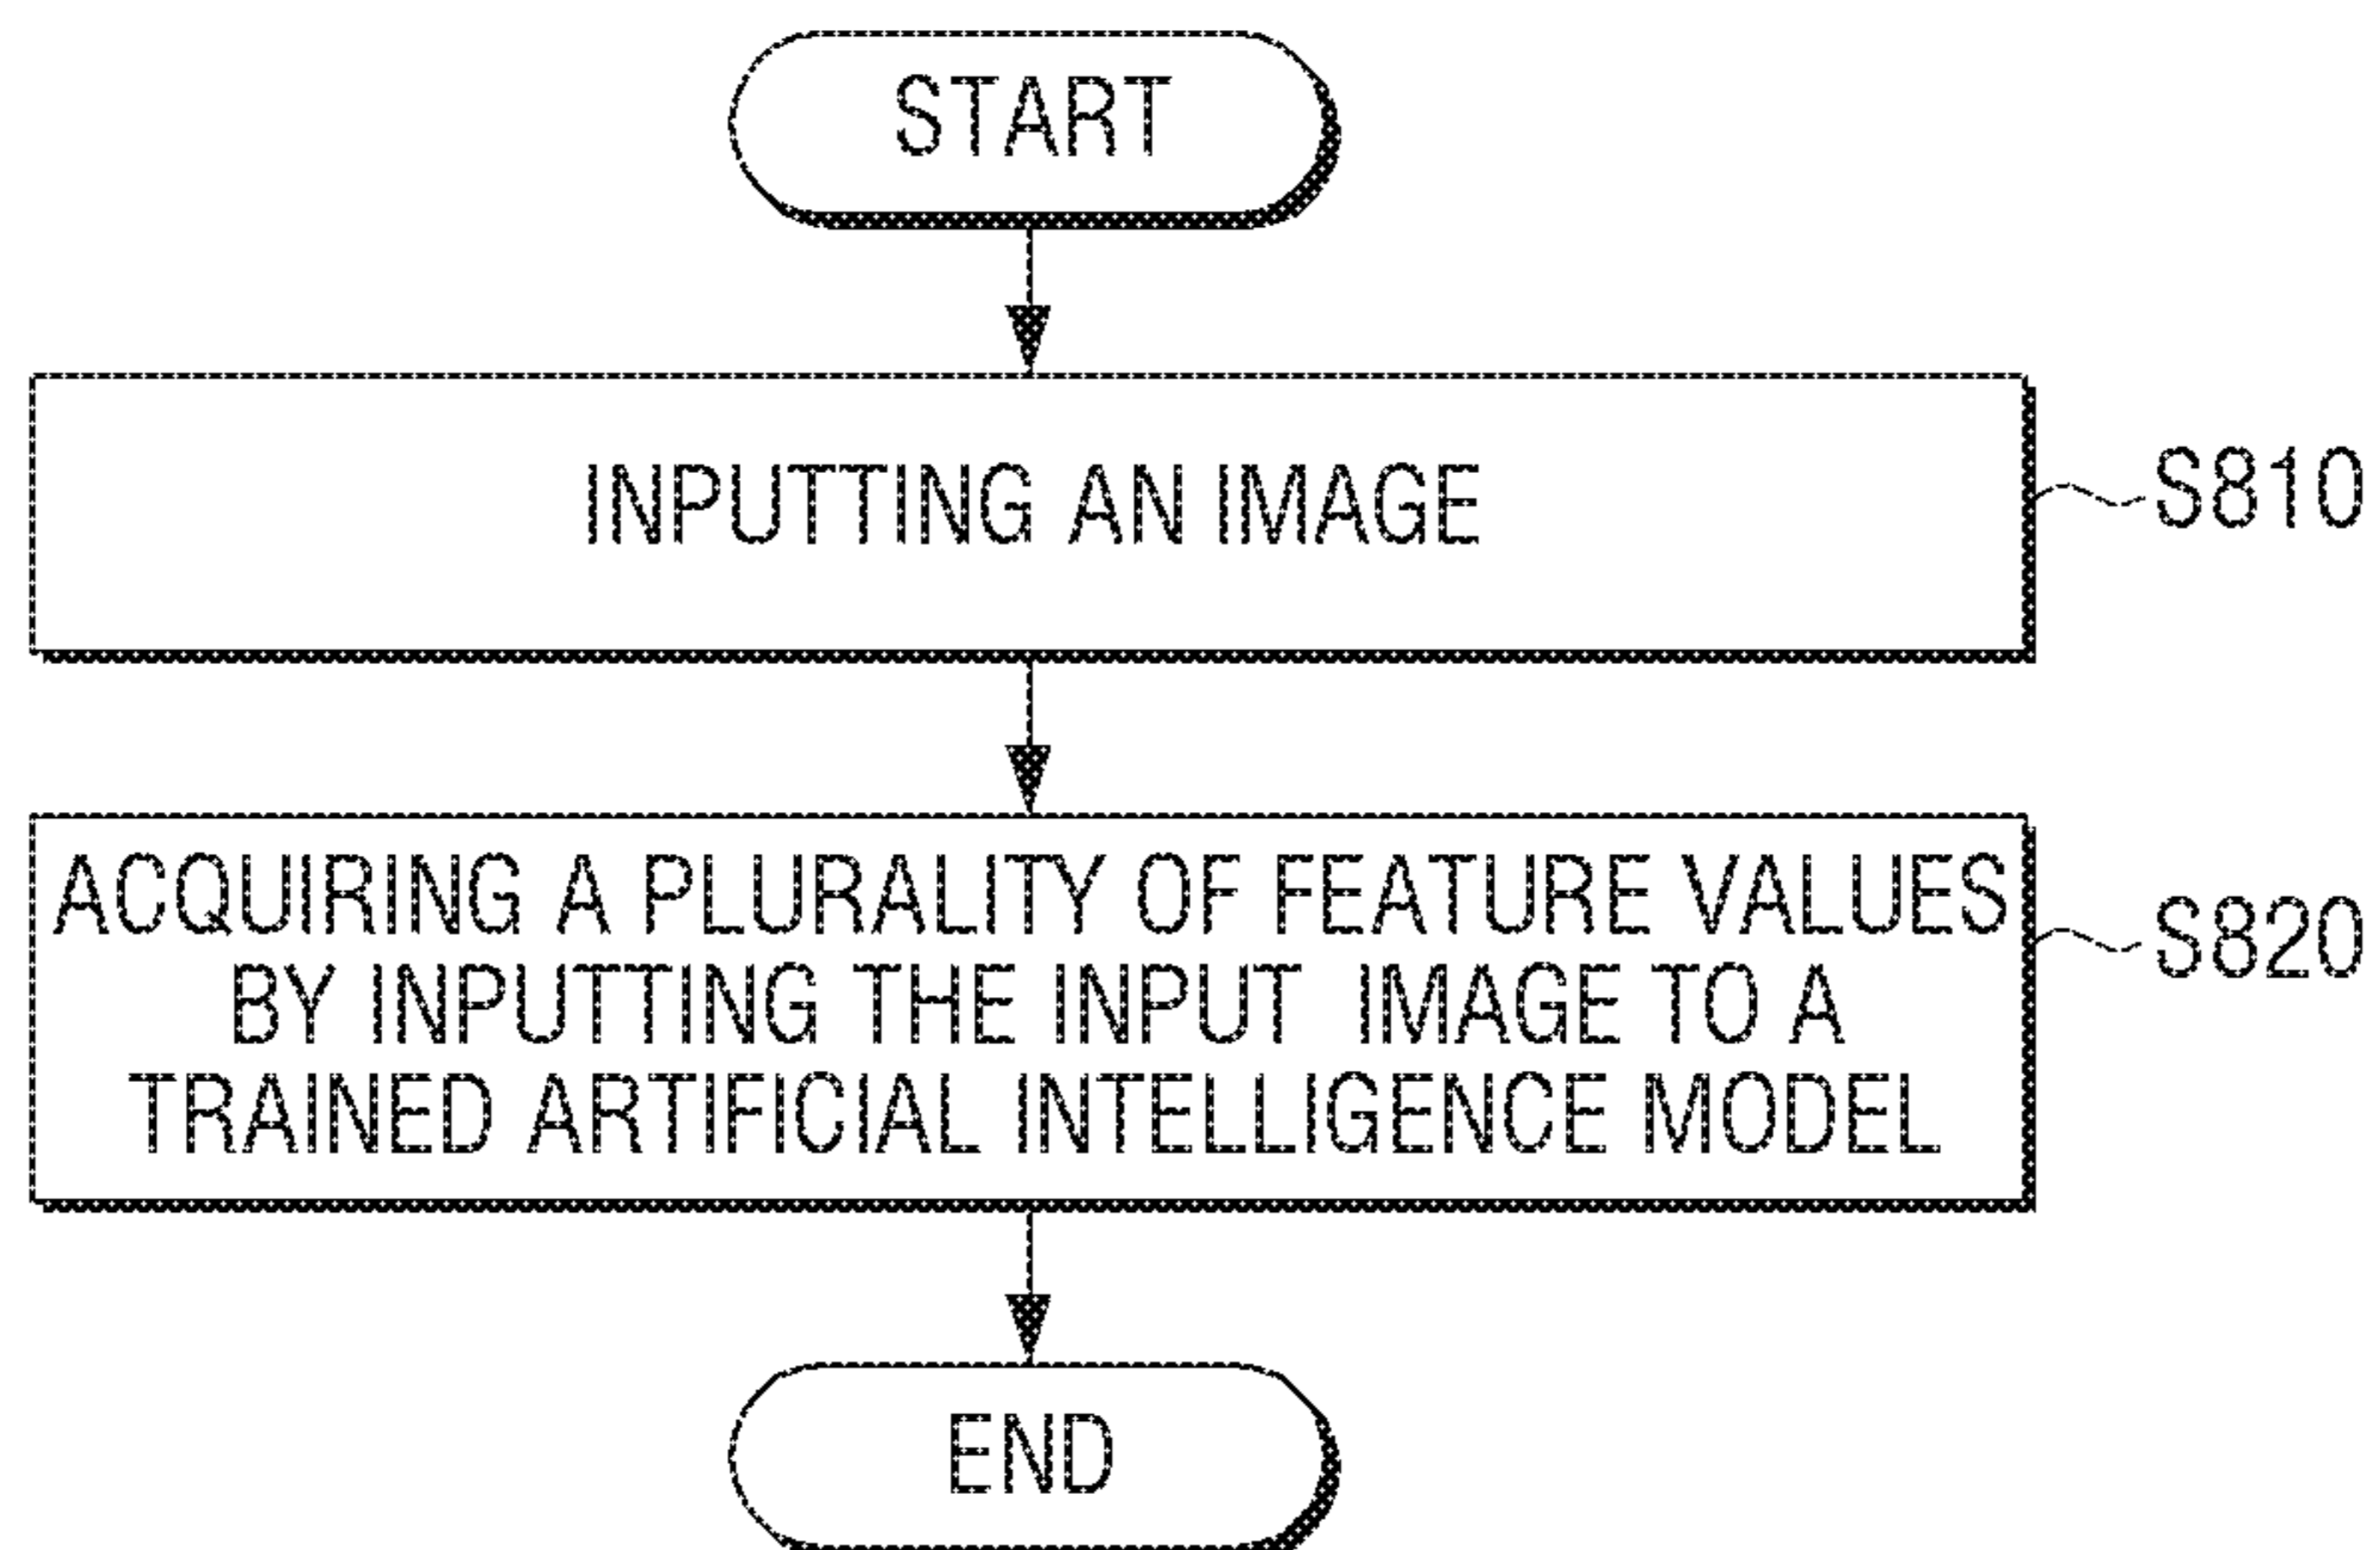 START
INPUTTING AN IMAGE
S810
ACQUIRING A PLURALITY OF FEATURE VALUES
BY INPUTTING THE INPUT IMAGE TO A
TRAINED ARTIFICIAL INTELLIGENCE MODEL
S820
END